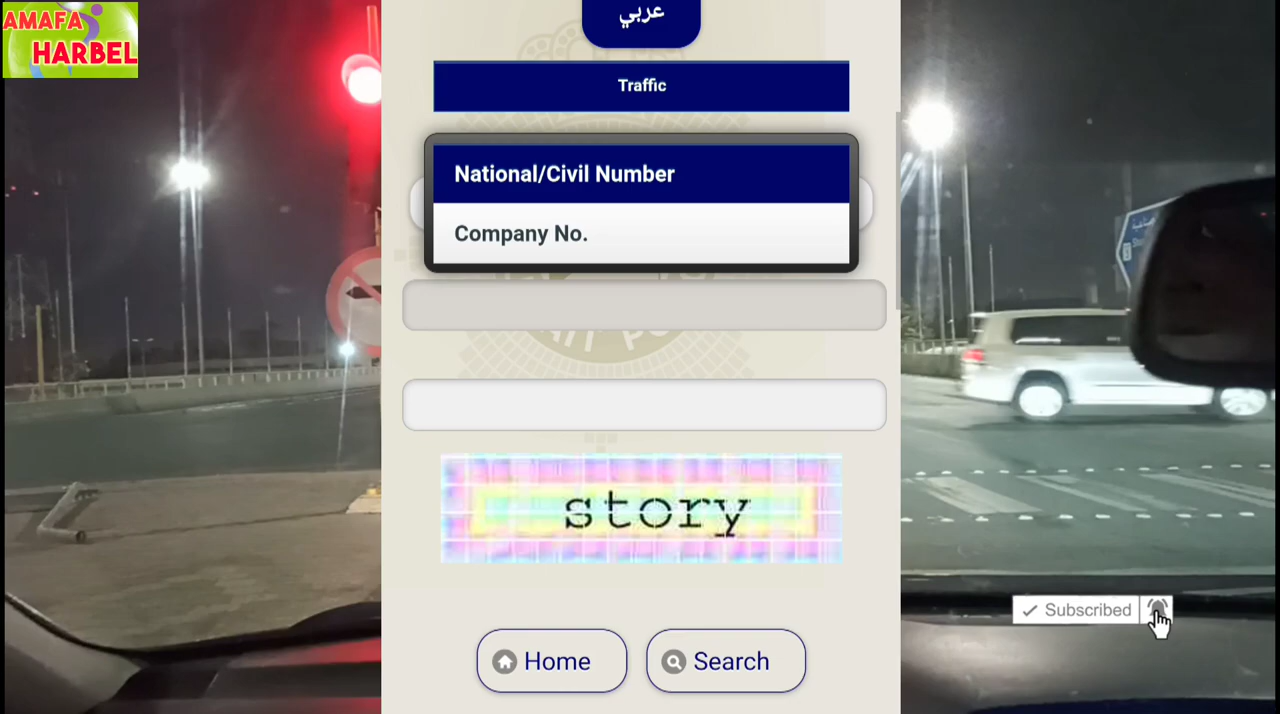 AMAFA
HARBEL
عربي
Traffic
National/Civil Number
Company No.
story
Home
Search
Subscribed